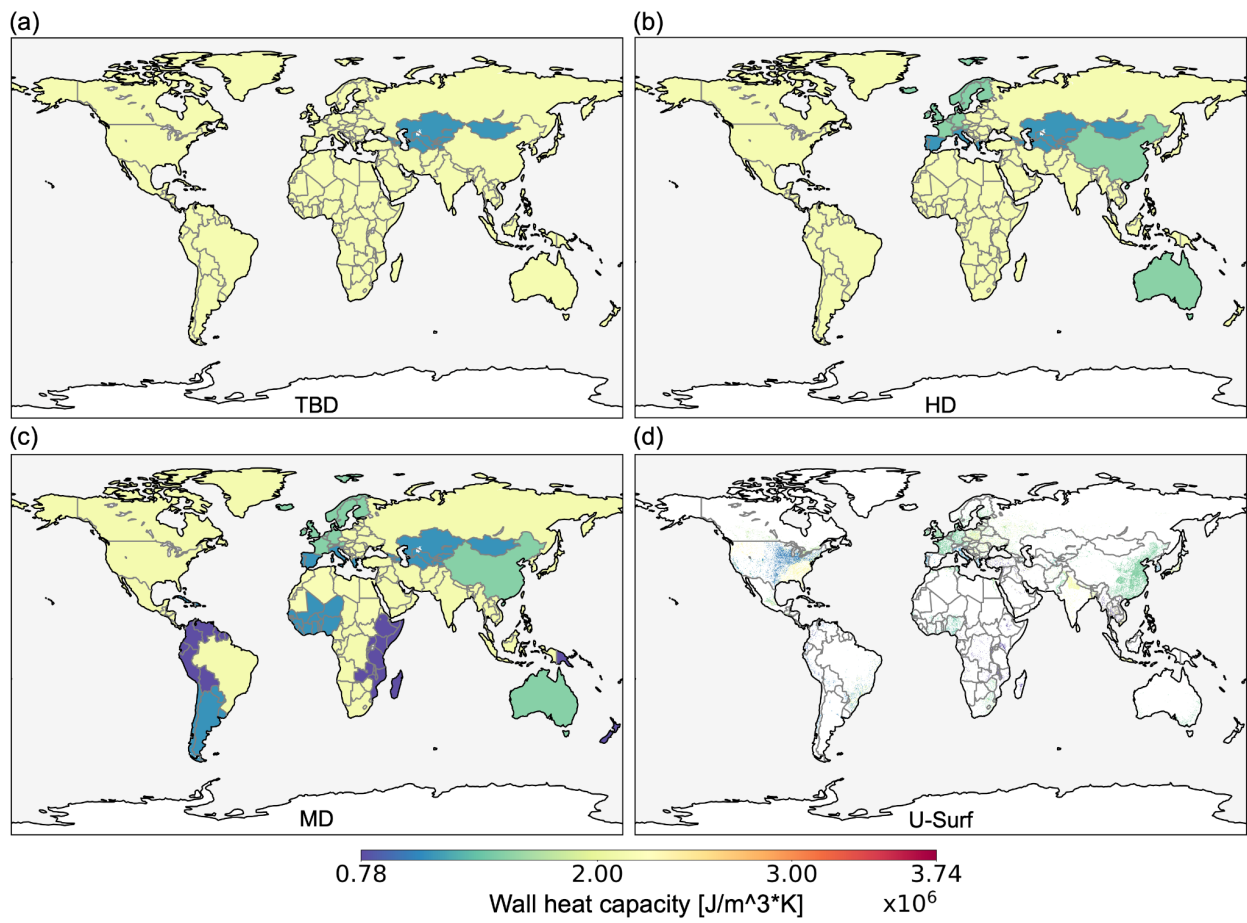 (a)
(b)
TBD
HD
(c)
(d)
MD
U-Surf
0.78 2.00 3.00 3.74
Wall heat capacity [J/m^3*K] x10^6